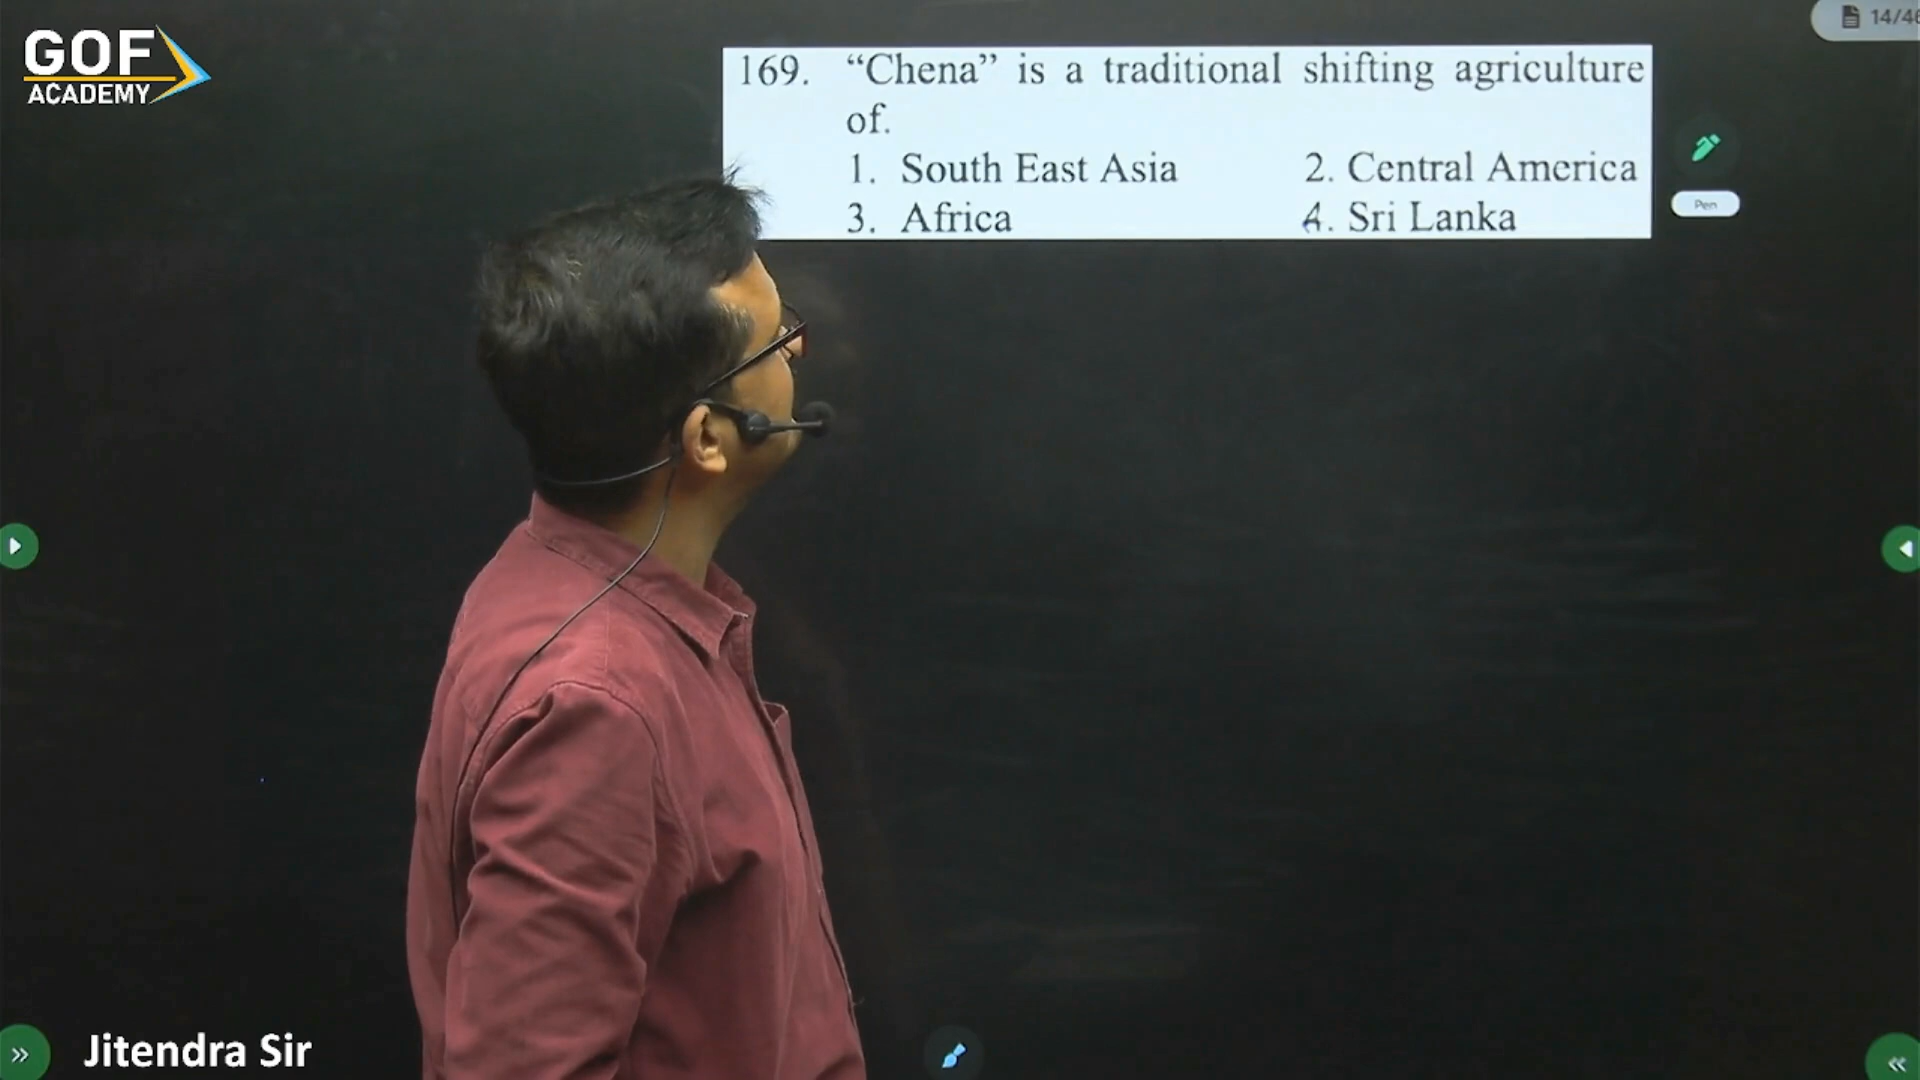 GOF
ACADEMY
14/46
169. “Chena” is a traditional shifting agriculture
of.
1. South East Asia 2. Central America
3. Africa 4. Sri Lanka
Pen
Jitendra Sir